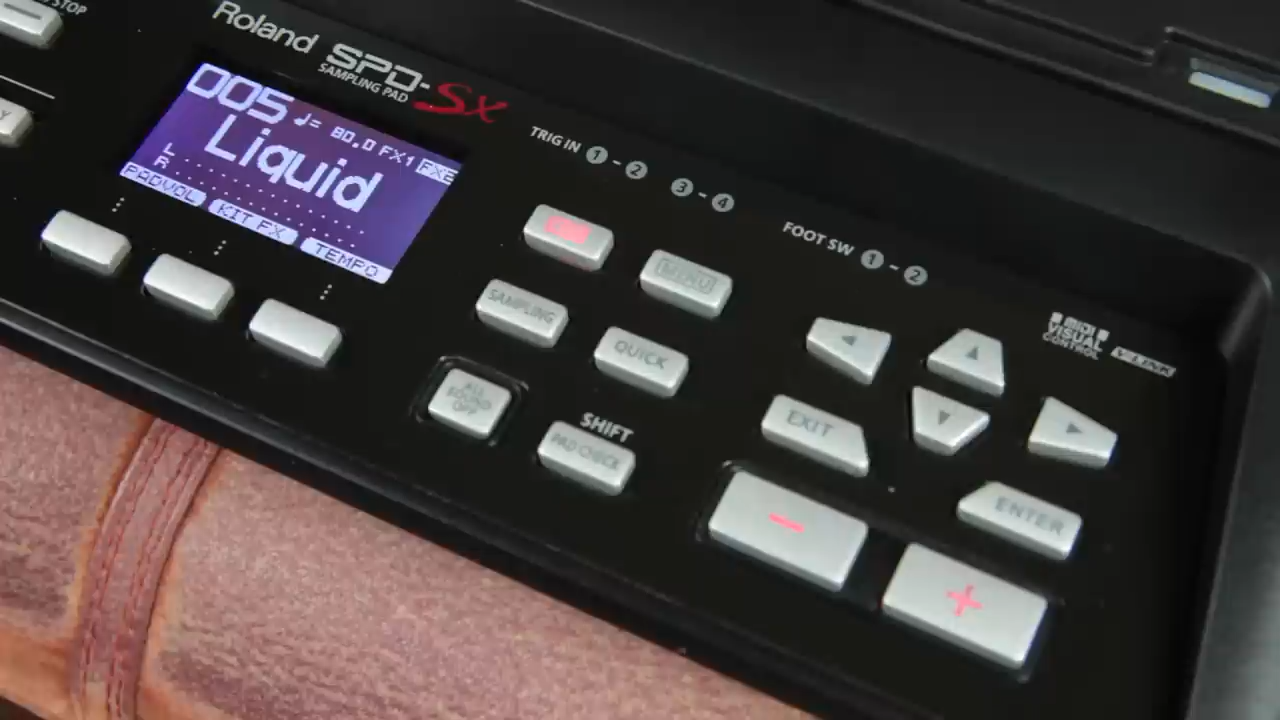 STOP
Y
Roland SPD-SX
SAMPLING PAD
005 ♩= 80.0 FX1 FX2
Liquid
L
R
PADVOL KIT FX TEMPO
TRIG IN 1 - 2 3 - 4
FOOT SW 1 - 2
MENU
SAMPLING
QUICK
ALL
SOUND
OFF
SHIFT
PAD CHECK
EXIT
ENTER
MIDI
VISUAL
CONTROL
V-LINK
-
+